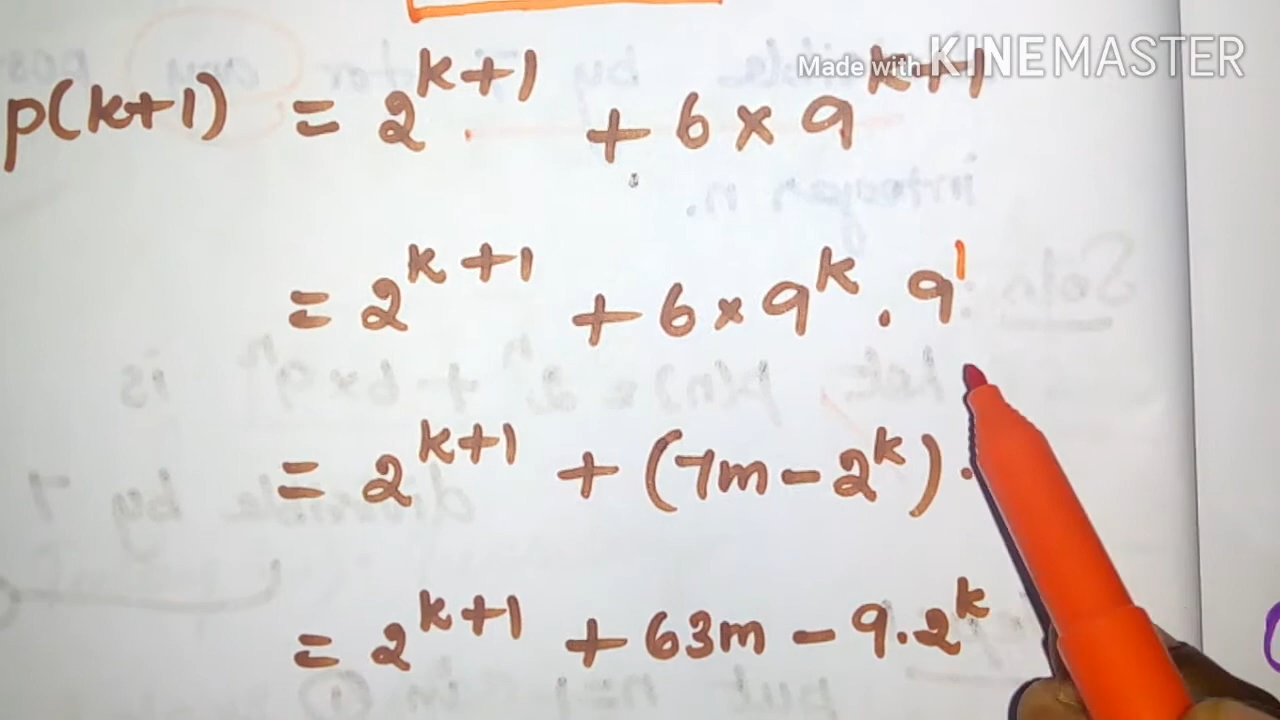 Made with KINEMASTER
p(k+1) = 2^{k+1} + 6 × 9^{k+1}
= 2^{k+1} + 6 × 9^k . 9^1
= 2^{k+1} + (7m - 2^k) .
= 2^{k+1} + 63m - 9.2^k